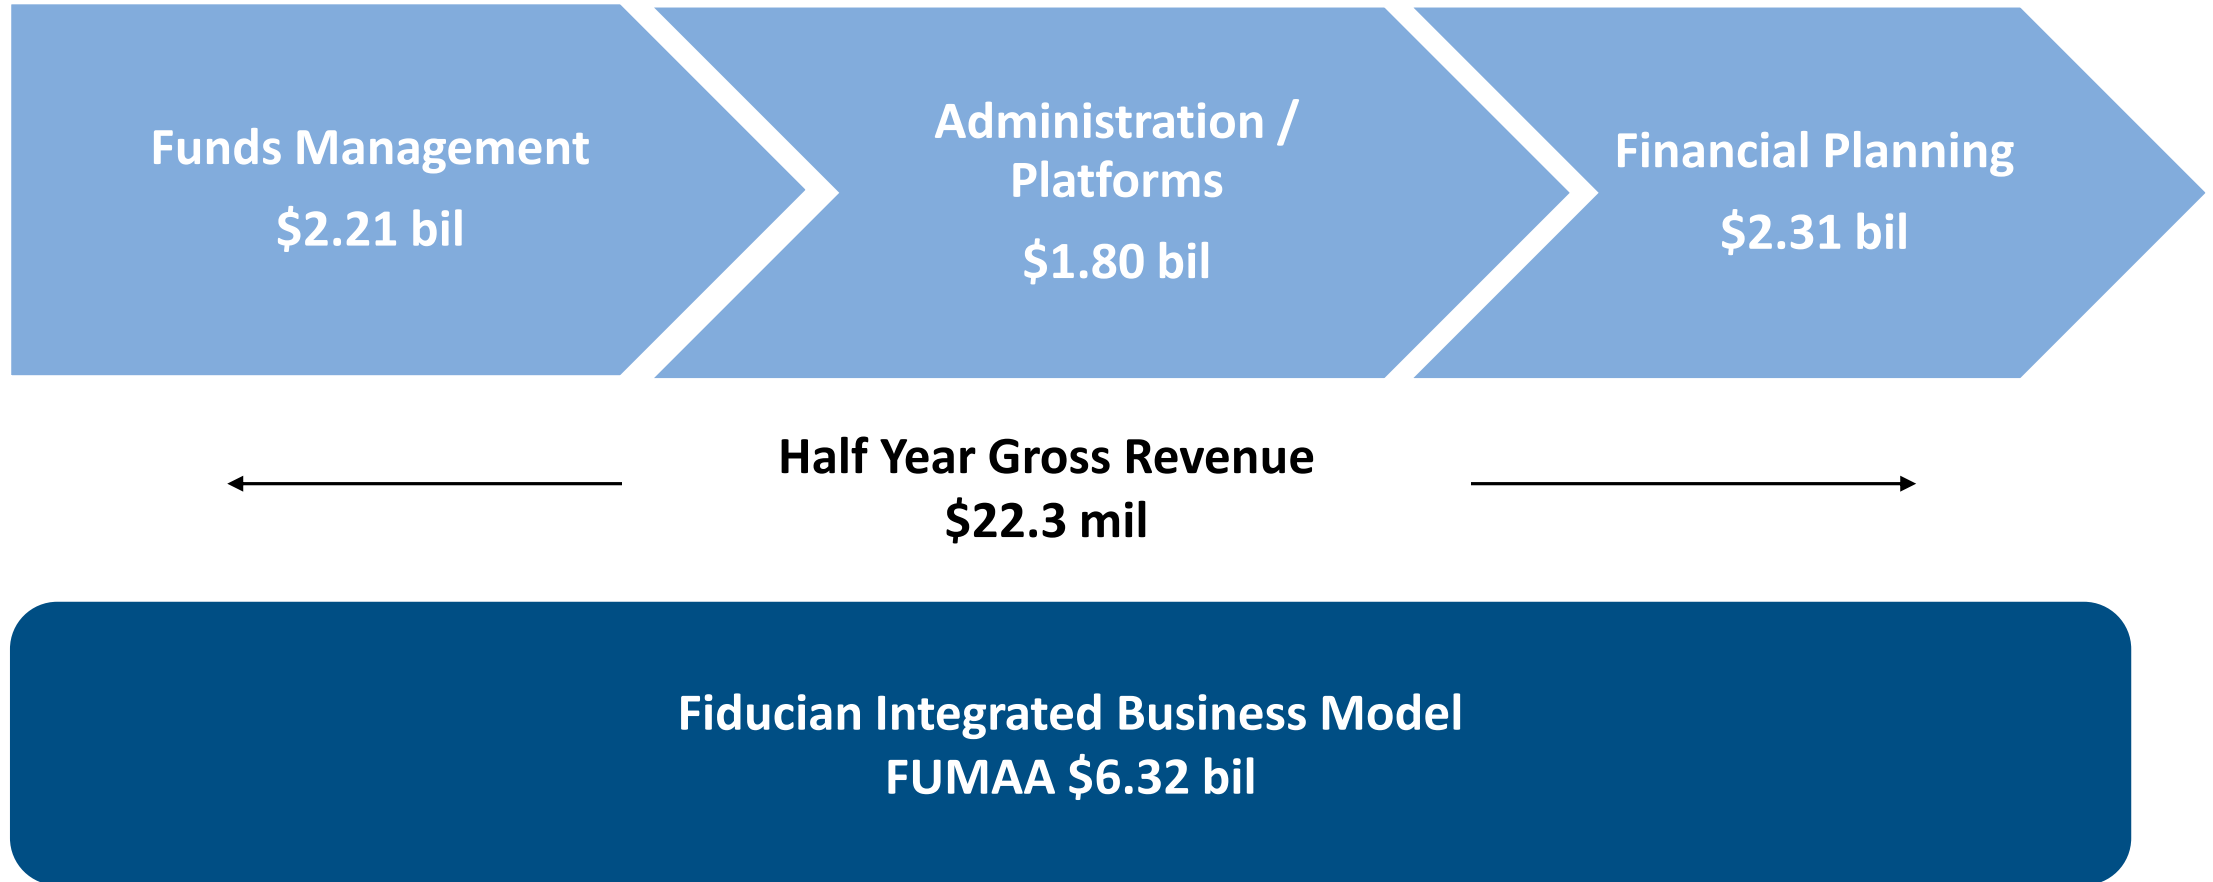 Funds Management
$2.21 bil
Administration /
Platforms
$1.80 bil
Financial Planning
$2.31 bil
Half Year Gross Revenue
$22.3 mil
Fiducian Integrated Business Model
FUMAA $6.32 bil